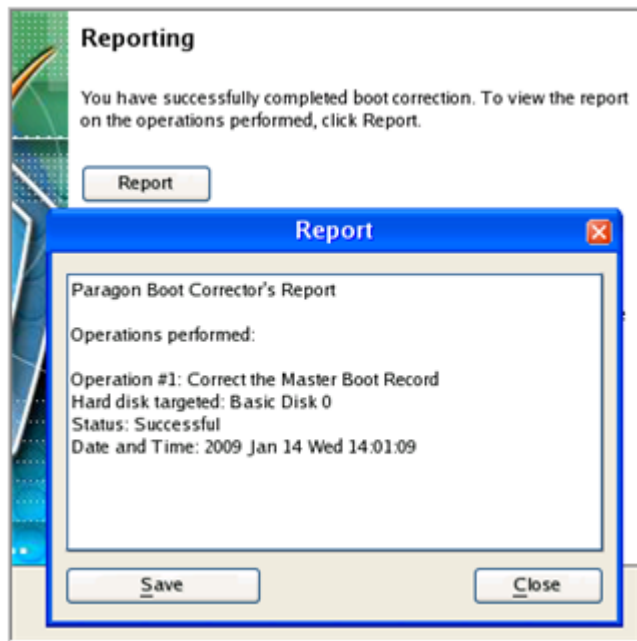 Reporting
You have successfully completed boot correction. To view the report
on the operations performed, click Report.
Report
Report
Paragon Boot Corrector's Report
Operations performed:
Operation #1: Correct the Master Boot Record
Hard disk targeted: Basic Disk 0
Status: Successful
Date and Time: 2009 Jan 14 Wed 14:01:09
Save
Close